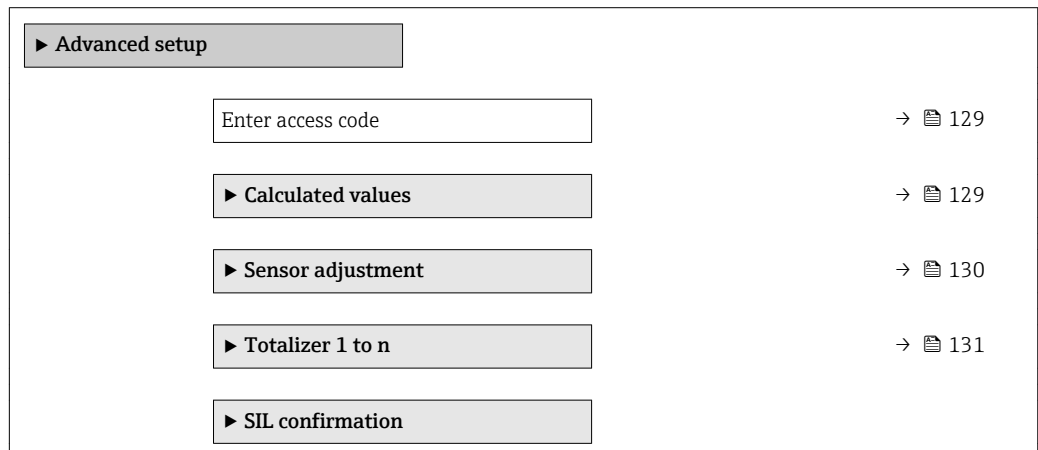 ► Advanced setup
Enter access code → 🖺 129
► Calculated values → 🖺 129
► Sensor adjustment → 🖺 130
► Totalizer 1 to n → 🖺 131
► SIL confirmation